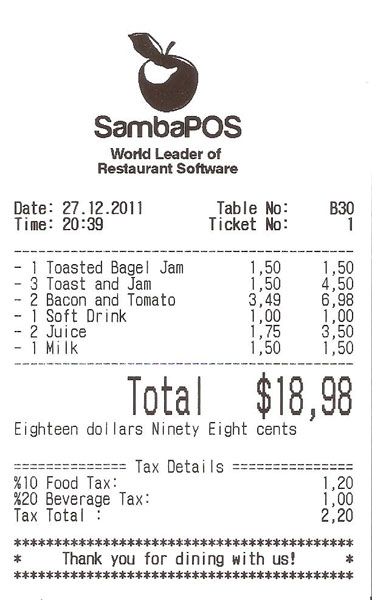 SambaPOS
World Leader of
Restaurant Software
Date: 27.12.2011 Table No: B30
Time: 20:39 Ticket No: 1
- 1 Toasted Bagel Jam 1,50 1,50
- 3 Toast and Jam 1,50 4,50
- 2 Bacon and Tomato 3,49 6,98
- 1 Soft Drink 1,00 1,00
- 2 Juice 1,75 3,50
- 1 Milk 1,50 1,50
Total $18,98
Eighteen dollars Ninety Eight cents
============== Tax Details ===============
%10 Food Tax: 1,20
%20 Beverage Tax: 1,00
Tax Total : 2,20
******************************************
* Thank you for dining with us! *
******************************************